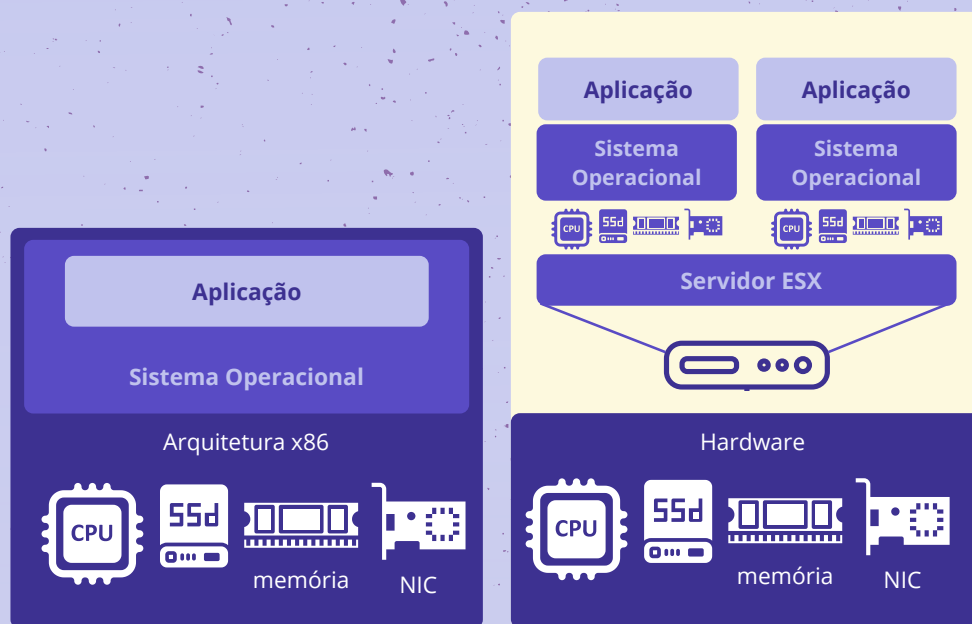 Aplicação
Sistema Operacional
Arquitetura x86
CPU
SSd
memória
NIC
Aplicação
Aplicação
Sistema
Operacional
Sistema
Operacional
CPU
SSd
CPU
SSd
Servidor ESX
Hardware
CPU
SSd
memória
NIC